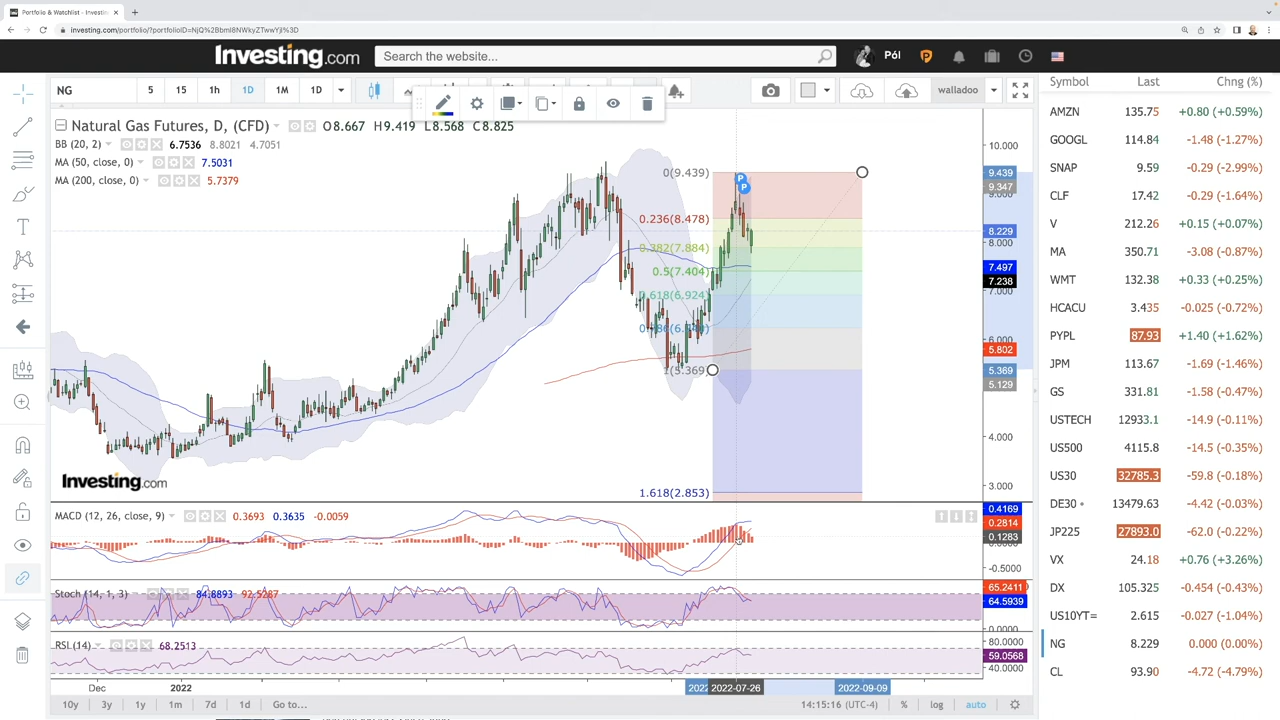 Portfolio & Watchlist - Investin
investing.com/portfolio/?portfolioID=NjQ%2Bbml8NWkyZTwwYjI%3D
Investing.com
Search the website...
Pól
NG
5
15
1h
1D
1M
1D
walladoo
Natural Gas Futures, D, (CFD)
O8.667 H9.419 L8.568 C8.825
BB (20, 2)
6.7536 8.8021 4.7051
MA (50, close, 0)
7.5031
MA (200, close, 0)
5.7379
P
P
0(9.439)
0.236(8.478)
0.382(7.884)
0.5(7.404)
0.618(6.924)
1(5.369)
1.618(2.853)
10.000
9.439
9.347
8.229
8.000
7.497
7.238
7.000
6.000
5.802
5.369
5.129
4.000
3.000
Investing.com
MACD (12, 26, close, 9)
0.3693 0.3635 -0.0059
0.4169
0.2814
0.1283
-0.5000
Stoch (14, 1, 3)
84.8893 92.5287
65.2411
64.5939
0.0000
RSI (14)
68.2513
80.0000
59.0568
40.0000
Dec
2022
2022
2022-07-26
2022-09-09
10y
3y
1y
1m
7d
1d
Go to...
14:15:16 (UTC-4)
%
log
auto
Symbol Last Chng (%)
AMZN 135.75 +0.80 (+0.59%)
GOOGL 114.84 -1.48 (-1.27%)
SNAP 9.59 -0.29 (-2.99%)
CLF 17.42 -0.29 (-1.64%)
V 212.26 +0.15 (+0.07%)
MA 350.71 -3.08 (-0.87%)
WMT 132.38 +0.33 (+0.25%)
HCACU 3.435 -0.025 (-0.72%)
PYPL 87.93 +1.40 (+1.62%)
JPM 113.67 -1.69 (-1.46%)
GS 331.81 -1.58 (-0.47%)
USTECH 12933.1 -14.9 (-0.11%)
US500 4115.8 -14.5 (-0.35%)
US30 32785.3 -59.8 (-0.18%)
DE30 13479.63 -4.42 (-0.03%)
JP225 27893.0 -62.0 (-0.22%)
VX 24.18 +0.76 (+3.26%)
DX 105.325 -0.454 (-0.43%)
US10YT= 2.615 -0.027 (-1.04%)
NG 8.229 0.000 (0.00%)
CL 93.90 -4.72 (-4.79%)